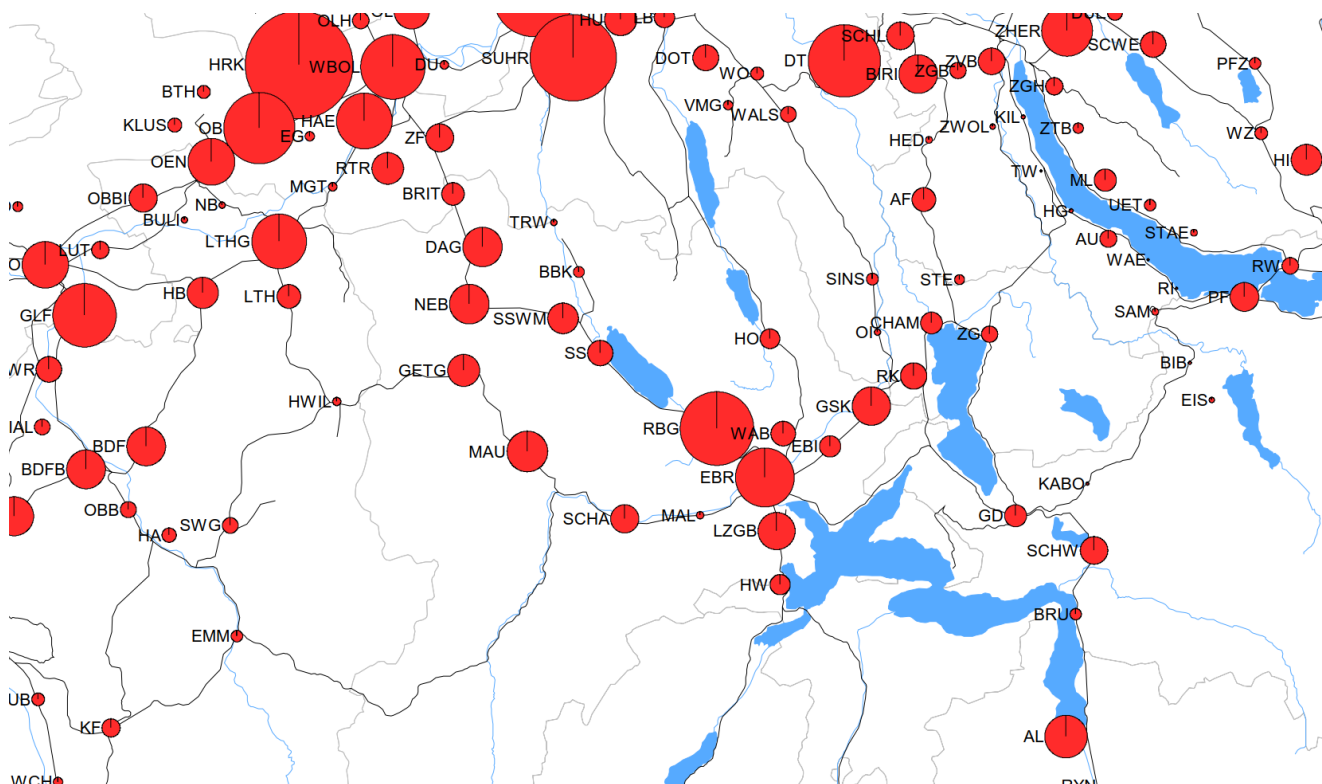 OLH
HU
LB
DUE
SCHL
ZHER
SCWE
HRK
WBOL
DU
SUHR
DOT
WO
DT
BIRI
ZGB
ZVB
PFZ
BTH
ZGH
VMG
WALS
KLUS
OB
HAE
EG
ZF
ZWOL
KIL
ZTB
WZ
HED
OEN
RTR
HI
TW
MGT
BRIT
ML
OBBI
NB
AF
UET
BULI
TRW
HG
STAE
LTHG
DAG
AU
LUT
WAE
O
BBK
RW
SINS
STE
RI
HB
LTH
NEB
PF
GLF
SSWM
SAM
CHAM
OI
ZG
HO
SS
WR
GETG
BIB
RK
HWIL
EIS
GSK
IAL
RBG
WAB
BDF
EBI
MAU
BDFB
EBR
KABO
OBB
SCHA
MAL
GD
SWG
HA
LZGB
SCHW
HW
BRU
EMM
UB
KF
AL
WCH
RYN